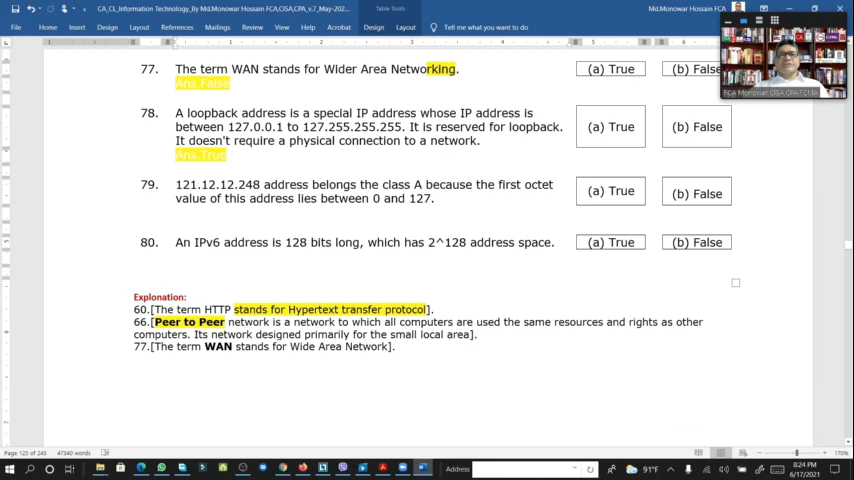 CA_CL_Information Technology_By Md.Monowar Hossain FCA,CISA,CPA_v.7_May-202...
Table Tools
Md.Monowar Hossain FCA
File Home Insert Design Layout References Mailings Review View Help Acrobat Design Layout Tell me what you want to do
FCA Monowar CISA,CPA,FCMA
77. The term WAN stands for Wider Area Networking. (a) True (b) False
Ans.False
78. A loopback address is a special IP address whose IP address is
between 127.0.0.1 to 127.255.255.255. It is reserved for loopback. (a) True (b) False
It doesn't require a physical connection to a network.
Ans.True
79. 121.12.12.248 address belongs the class A because the first octet (a) True (b) False
value of this address lies between 0 and 127.
80. An IPv6 address is 128 bits long, which has 2^128 address space. (a) True (b) False
Explonation:
60.[The term HTTP stands for Hypertext transfer protocol].
66.[Peer to Peer network is a network to which all computers are used the same resources and rights as other
computers. Its network designed primarily for the small local area].
77.[The term WAN stands for Wide Area Network].
Page 125 of 245 47340 words 170%
Address 91°F 8:24 PM
6/17/2021